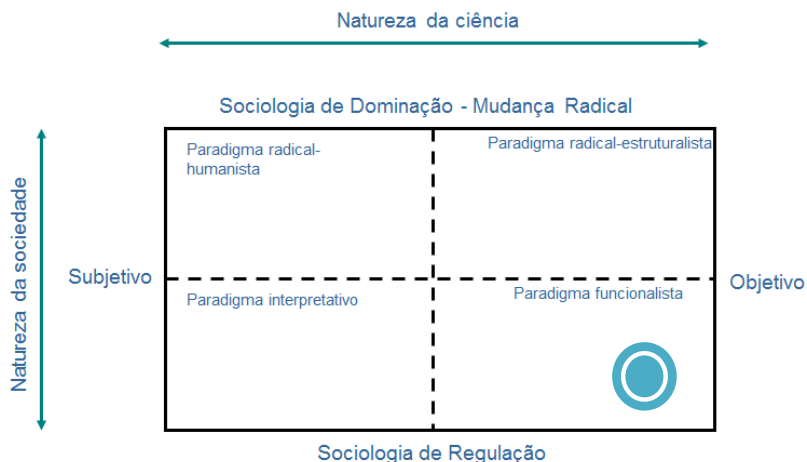 Natureza da ciência
Sociologia de Dominação - Mudança Radical
Paradigma radical-
humanista
Paradigma radical-estruturalista
Natureza da sociedade
Subjetivo
Objetivo
Paradigma interpretativo
Paradigma funcionalista
Sociologia de Regulação